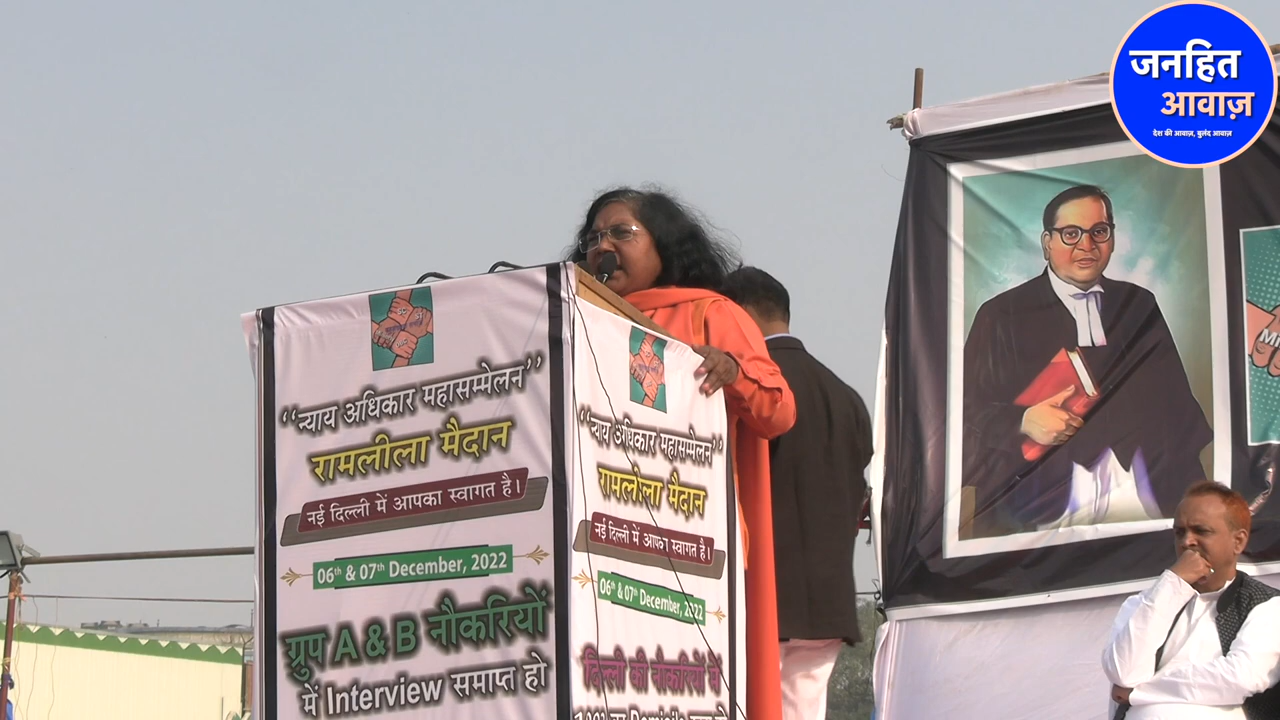 जनहित
आवाज़
देश की आवाज़, बुलंद आवाज़
‘‘न्याय अधिकार महासम्मेलन’’
रामलीला मैदान
नई दिल्ली में आपका स्वागत है।
06th & 07th December, 2022
ग्रुप A & B नौकरियों
में Interview समाप्त हो
‘‘न्याय अधिकार महासम्मेलन’’
रामलीला मैदान
नई दिल्ली में आपका स्वागत है।
06th & 07th December, 2022
दिल्ली की नौकरियों में